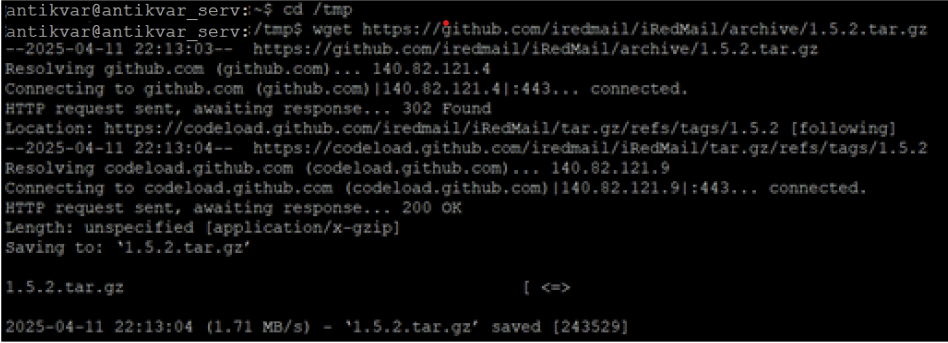 antikvar@antikvar_serv:~$ cd /tmp
antikvar@antikvar_serv:/tmp$ wget https://github.com/iredmail/iRedMail/archive/1.5.2.tar.gz
--2025-04-11 22:13:03--  https://github.com/iredmail/iRedMail/archive/1.5.2.tar.gz
Resolving github.com (github.com)... 140.82.121.4
Connecting to github.com (github.com)|140.82.121.4|:443... connected.
HTTP request sent, awaiting response... 302 Found
Location: https://codeload.github.com/iredmail/iRedMail/tar.gz/refs/tags/1.5.2 [following]
--2025-04-11 22:13:04--  https://codeload.github.com/iredmail/iRedMail/tar.gz/refs/tags/1.5.2
Resolving codeload.github.com (codeload.github.com)... 140.82.121.9
Connecting to codeload.github.com (codeload.github.com)|140.82.121.9|:443... connected.
HTTP request sent, awaiting response... 200 OK
Length: unspecified [application/x-gzip]
Saving to: ‘1.5.2.tar.gz’
1.5.2.tar.gz [ <=>
2025-04-11 22:13:04 (1.71 MB/s) - ‘1.5.2.tar.gz’ saved [243529]